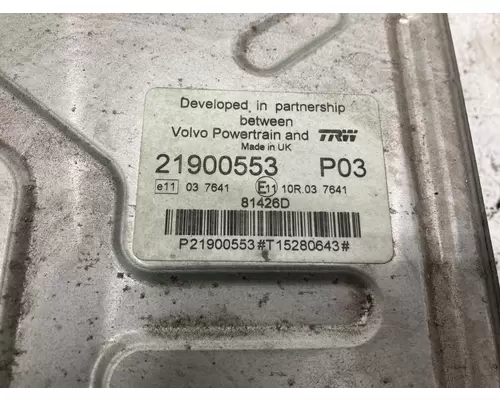 Developed in partnership
between
Volvo Powertrain and TRW
Made in UK
21900553 P03
e11 03 7641 E11 10R.03 7641
81426D
P21900553#T15280643#